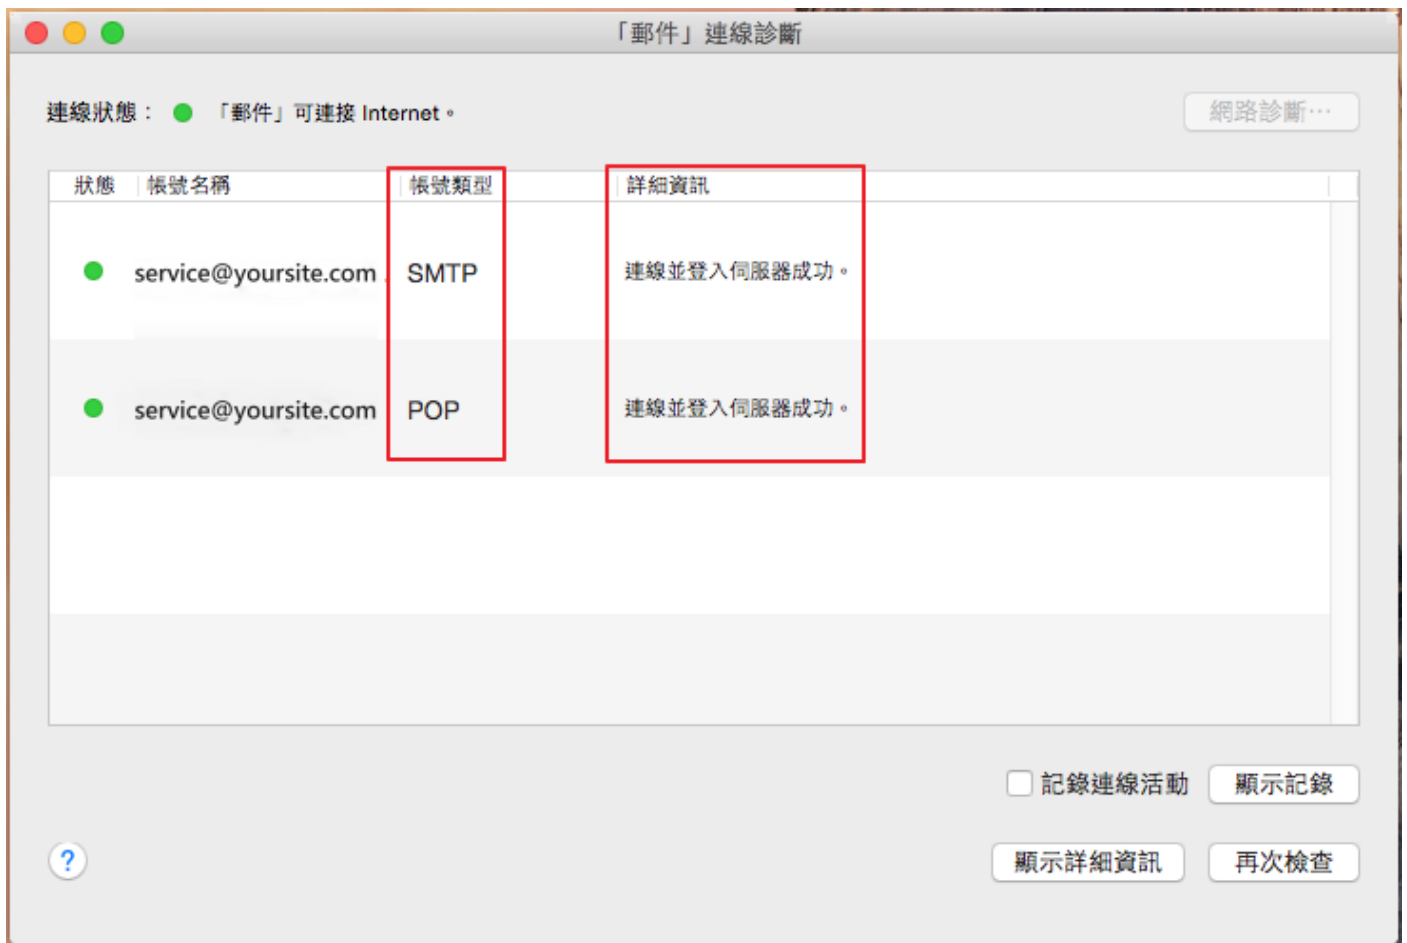 「郵件」連線診斷
連線狀態： 「郵件」可連接 Internet。 網路診斷…
狀態 帳號名稱 帳號類型 詳細資訊
service@yoursite.com SMTP 連線並登入伺服器成功。
service@yoursite.com POP 連線並登入伺服器成功。
記錄連線活動 顯示記錄
? 顯示詳細資訊 再次檢查